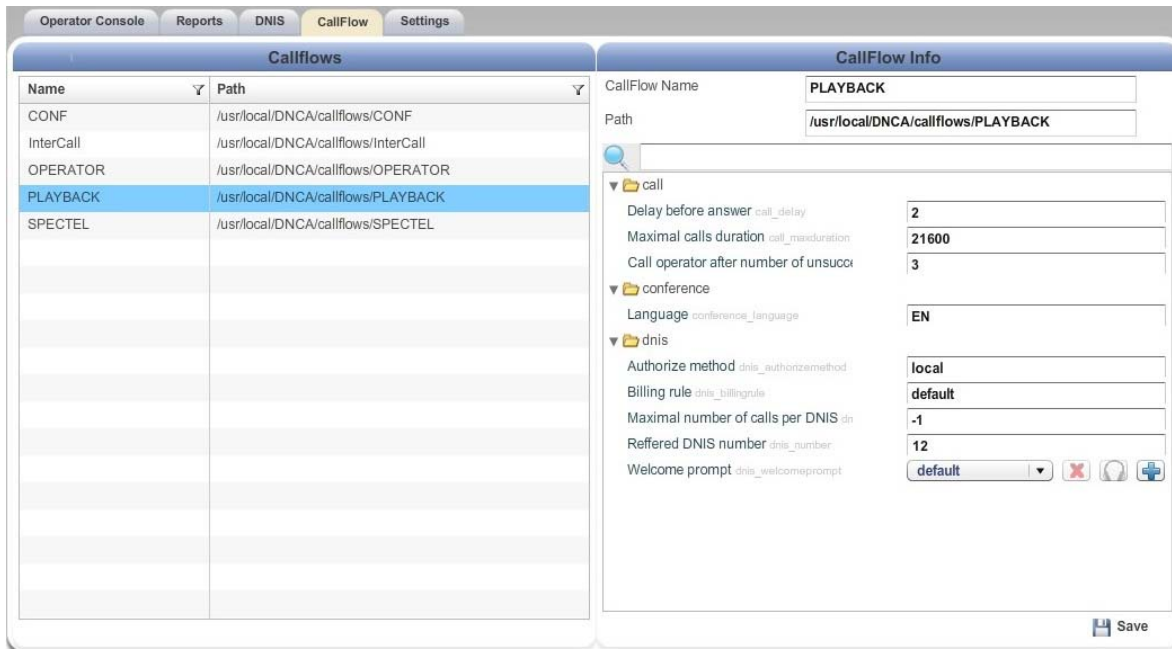 Operator Console Reports DNIS CallFlow Settings
Callflows
Name Path
CONF /usr/local/DNCA/callflows/CONF
InterCall /usr/local/DNCA/callflows/InterCall
OPERATOR /usr/local/DNCA/callflows/OPERATOR
PLAYBACK /usr/local/DNCA/callflows/PLAYBACK
SPECTEL /usr/local/DNCA/callflows/SPECTEL
CallFlow Info
CallFlow Name PLAYBACK
Path /usr/local/DNCA/callflows/PLAYBACK
call
Delay before answer call_delay 2
Maximal calls duration call_maxduration 21600
Call operator after number of unsucce 3
conference
Language conference_language EN
dnis
Authorize method dnis_authorizemethod local
Billing rule dnis_billingrule default
Maximal number of calls per DNIS dn -1
Reffered DNIS number dnis_number 12
Welcome prompt dnis_welcomeprompt default
Save